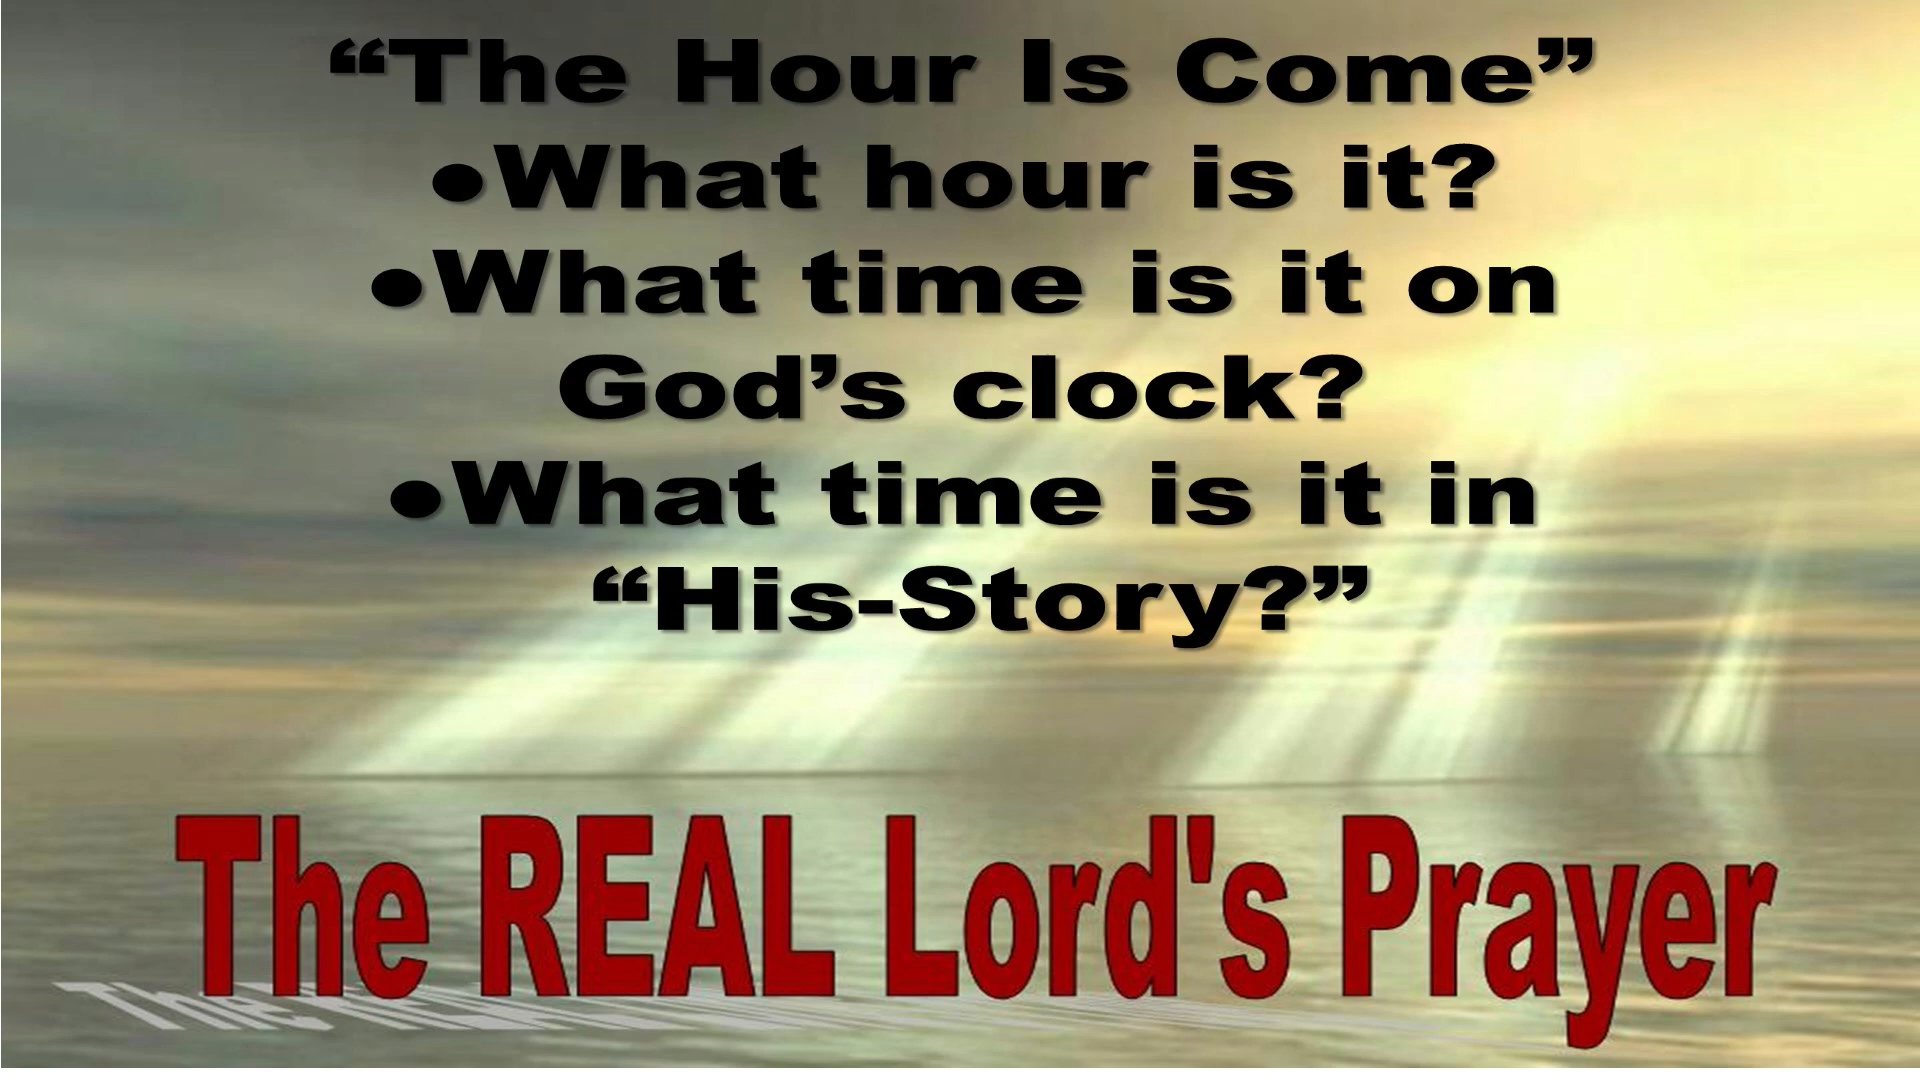 “The Hour Is Come”
●What hour is it?
●What time is it on
God’s clock?
●What time is it in
“His-Story?”
The REAL Lord's Prayer